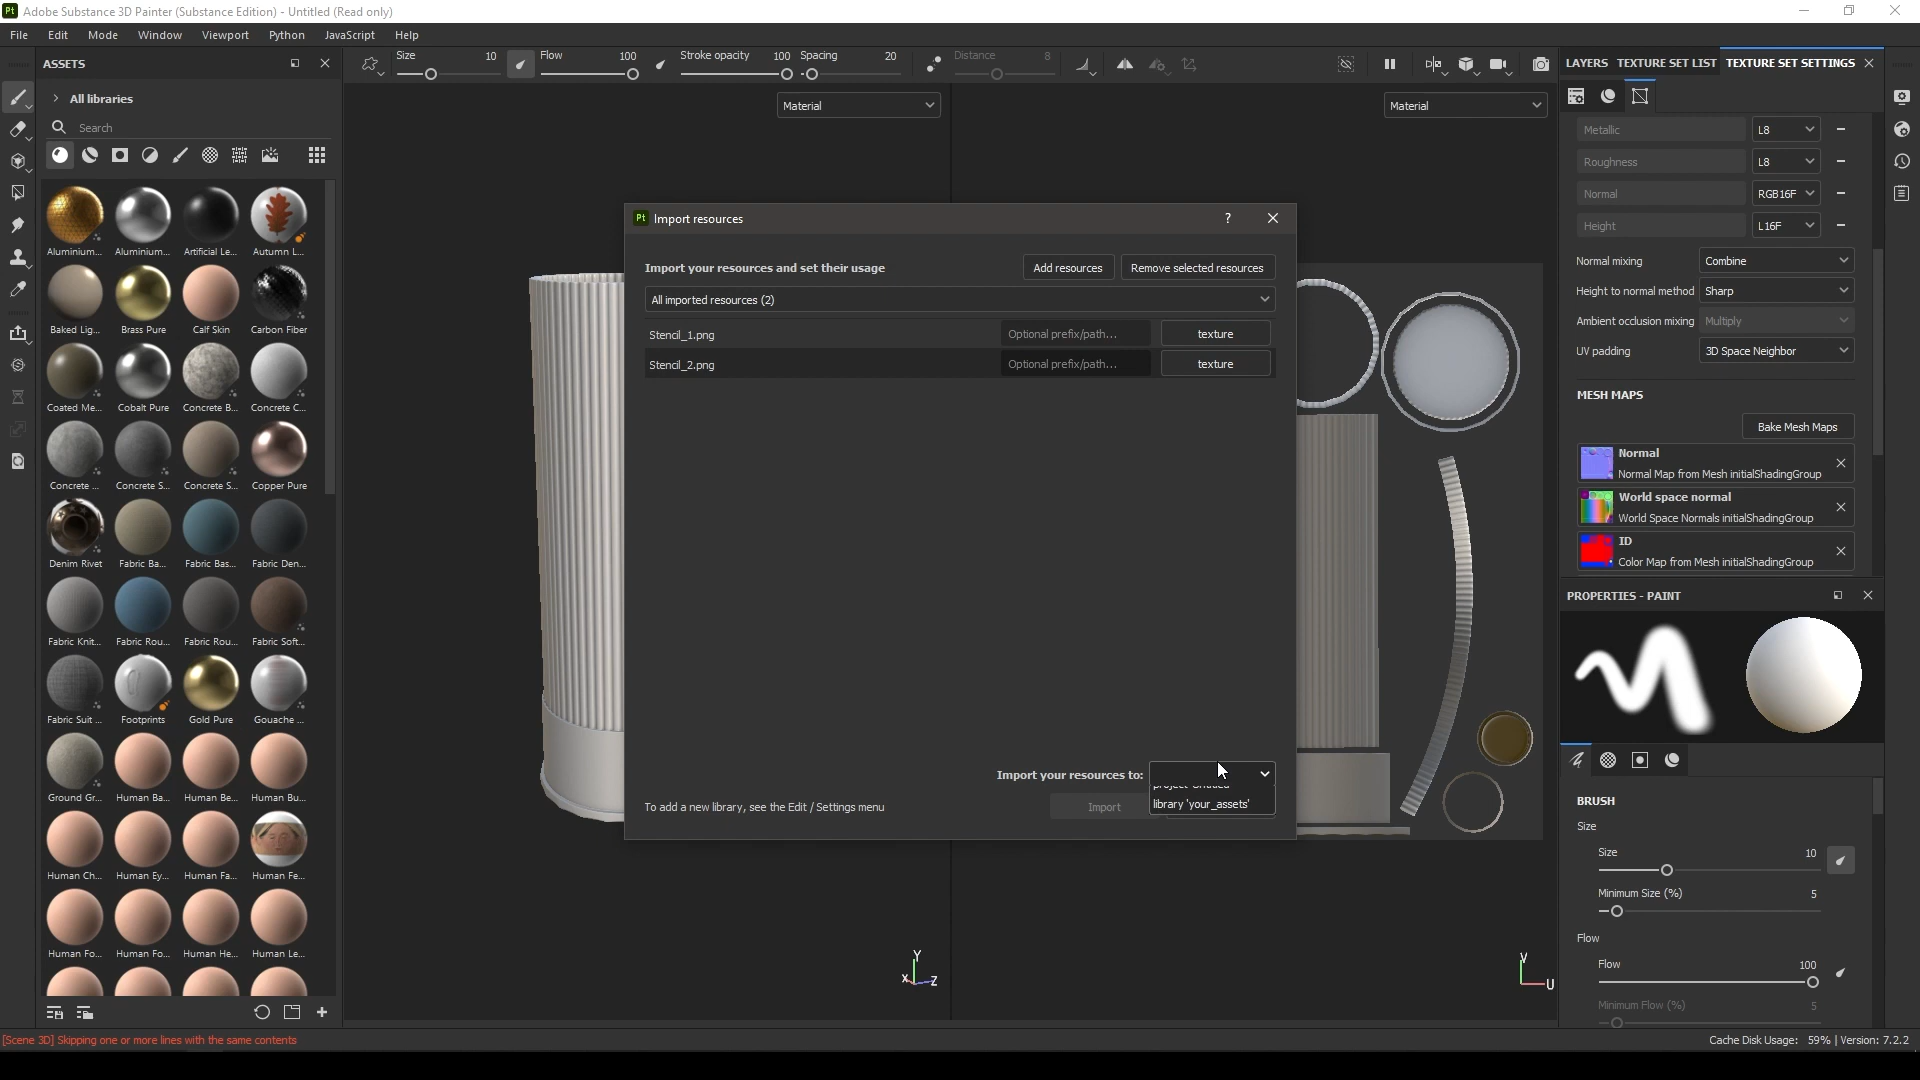 Pt Adobe Substance 3D Painter (Substance Edition) - Untitled (Read only)
File Edit Mode Window Viewport Python JavaScript Help
ASSETS
All libraries
Search
Aluminium... Aluminium... Artificial Le... Autumn L...
Baked Lig... Brass Pure Calf Skin Carbon Fiber
Coated Me... Cobalt Pure Concrete B... Concrete C...
Concrete ... Concrete S... Concrete S... Copper Pure
Denim Rivet Fabric Ba... Fabric Bas... Fabric Den...
Fabric Knit... Fabric Rou... Fabric Rou... Fabric Soft...
Fabric Suit ... Footprints Gold Pure Gouache ...
Ground Gr... Human Ba... Human Be... Human Bu...
Human Ch... Human Ey... Human Fa... Human Fe...
Human Fo... Human Fo... Human He... Human Le...
Size 10 Flow 100 Stroke opacity 100 Spacing 20 Distance 8
Material
Material
Pt Import resources ?
Import your resources and set their usage
Add resources
Remove selected resources
All imported resources (2)
Stencil_1.png Optional prefix/path... texture
Stencil_2.png Optional prefix/path... texture
Import your resources to:
library 'your_assets'
To add a new library, see the Edit / Settings menu
Import
X Y Z
V U
LAYERS TEXTURE SET LIST TEXTURE SET SETTINGS
Metallic L8
Roughness L8
Normal RGB16F
Height L16F
Normal mixing Combine
Height to normal method Sharp
Ambient occlusion mixing Multiply
UV padding 3D Space Neighbor
MESH MAPS
Bake Mesh Maps
Normal
Normal Map from Mesh initialShadingGroup
World space normal
World Space Normals initialShadingGroup
ID
Color Map from Mesh initialShadingGroup
PROPERTIES - PAINT
BRUSH
Size
Size 10
Minimum Size (%) 5
Flow
Flow 100
Minimum Flow (%) 5
[Scene 3D] Skipping one or more lines with the same contents
Cache Disk Usage: 59% | Version: 7.2.2